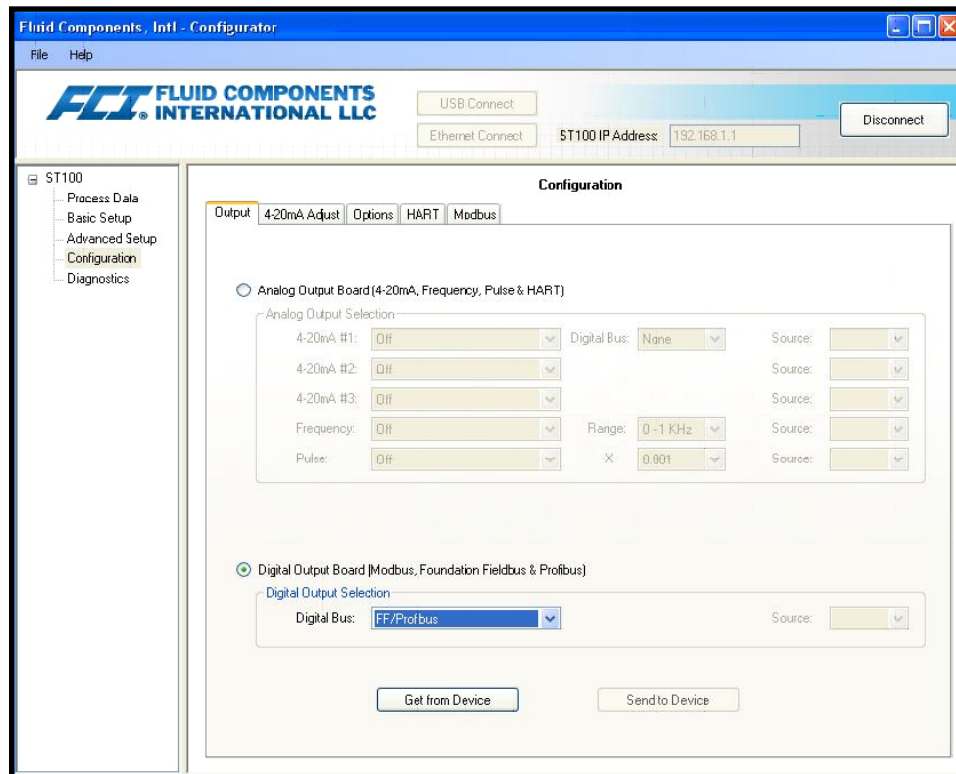 Fluid Components, Intl - Configurator
File Help
FCI® FLUID COMPONENTS
INTERNATIONAL LLC
USB Connect
Ethernet Connect
ST100 IP Address: 192.168.1.1
Disconnect
ST100
Process Data
Basic Setup
Advanced Setup
Configuration
Diagnostics
Configuration
Output 4-20mA Adjust Options HART Modbus
Analog Output Board (4-20mA, Frequency, Pulse & HART)
Analog Output Selection
4-20mA #1: Off Digital Bus: None Source:
4-20mA #2: Off Source:
4-20mA #3: Off Source:
Frequency: Off Range: 0 - 1 KHz Source:
Pulse: Off X 0.001 Source:
Digital Output Board (Modbus, Foundation Fieldbus & Profibus)
Digital Output Selection
Digital Bus: FF/Profbus Source:
Get from Device Send to Device